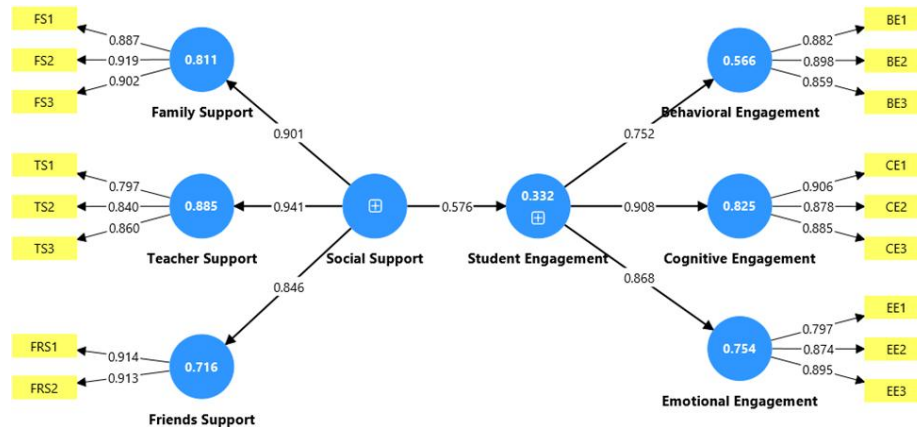 FS1
0.887
FS2
0.919
FS3
0.902
0.811
Family Support
0.901
TS1
0.797
TS2
0.840
TS3
0.860
0.885
Teacher Support
0.941
Social Support
0.576
0.846
FRS1
0.914
FRS2
0.913
0.716
Friends Support
0.332
Student Engagement
0.752
0.908
0.868
0.566
Behavioral Engagement
BE1
0.882
BE2
0.898
BE3
0.859
0.825
Cognitive Engagement
CE1
0.906
CE2
0.878
CE3
0.885
0.754
Emotional Engagement
EE1
0.797
EE2
0.874
EE3
0.895